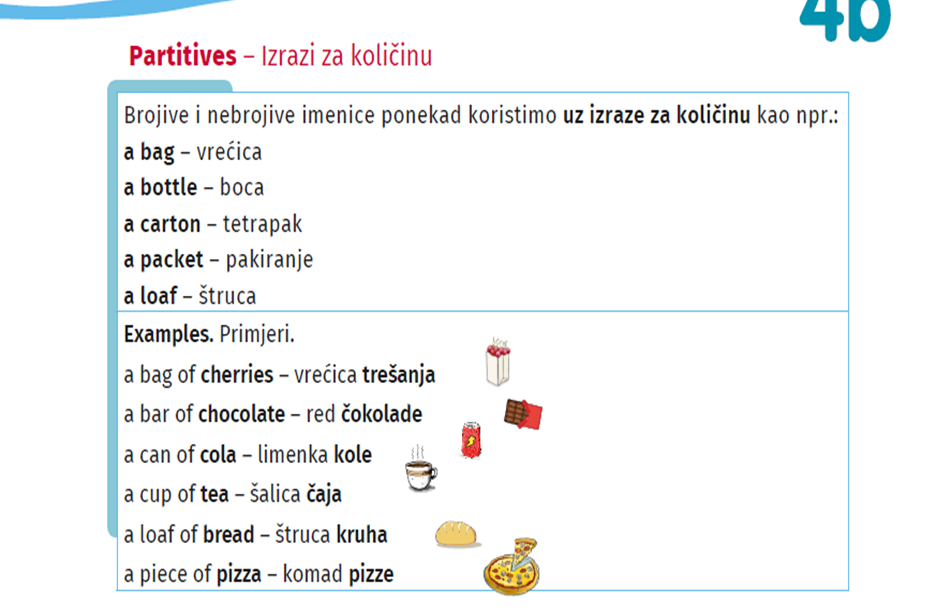 4b
Partitives – Izrazi za količinu
Brojive i nebrojive imenice ponekad koristimo uz izraze za količinu kao npr.:
a bag – vrećica
a bottle – boca
a carton – tetrapak
a packet – pakiranje
a loaf – štruca
Examples. Primjeri.
a bag of cherries – vrećica trešanja
a bar of chocolate – red čokolade
a can of cola – limenka kole
a cup of tea – šalica čaja
a loaf of bread – štruca kruha
a piece of pizza – komad pizze